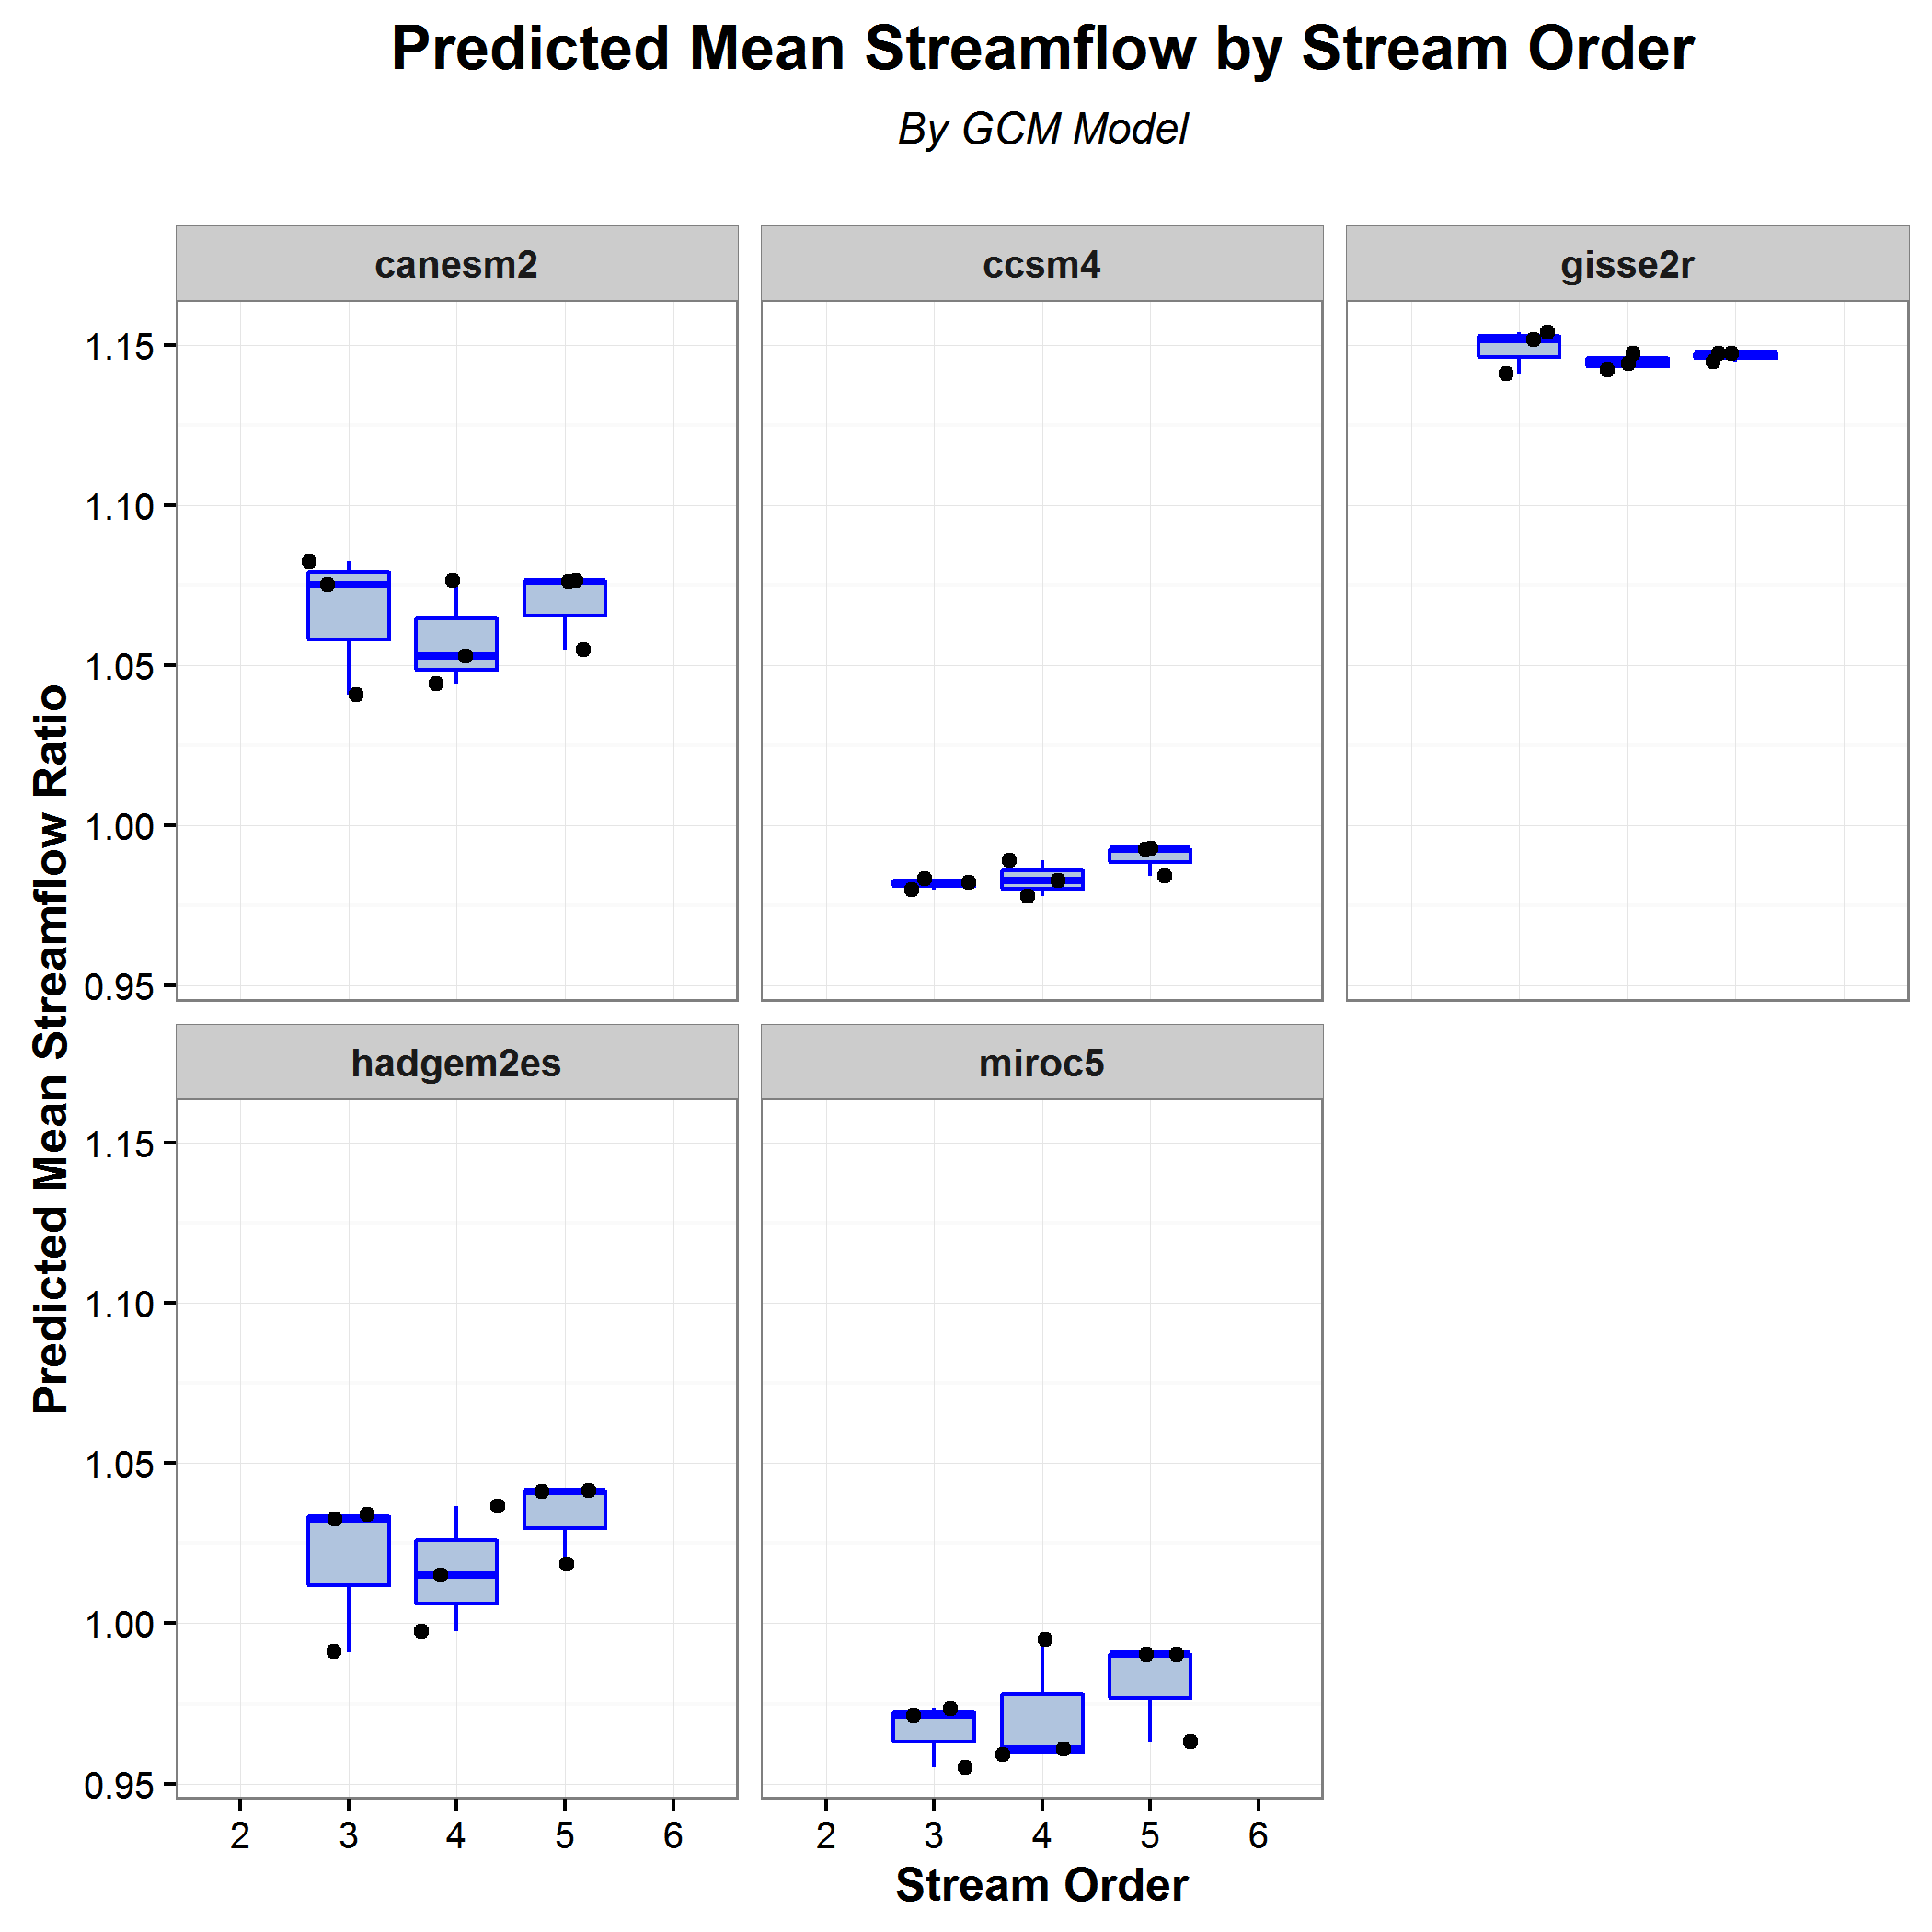 Predicted Mean Streamflow by Stream Order
By GCM Model
canesm2
ccsm4
gisse2r
1.15
1.10
1.05
1.00
0.95
Predicted Mean Streamflow Ratio
hadgem2es
miroc5
1.15
1.10
1.05
1.00
0.95
2 3 4 5 6
2 3 4 5 6
Stream Order